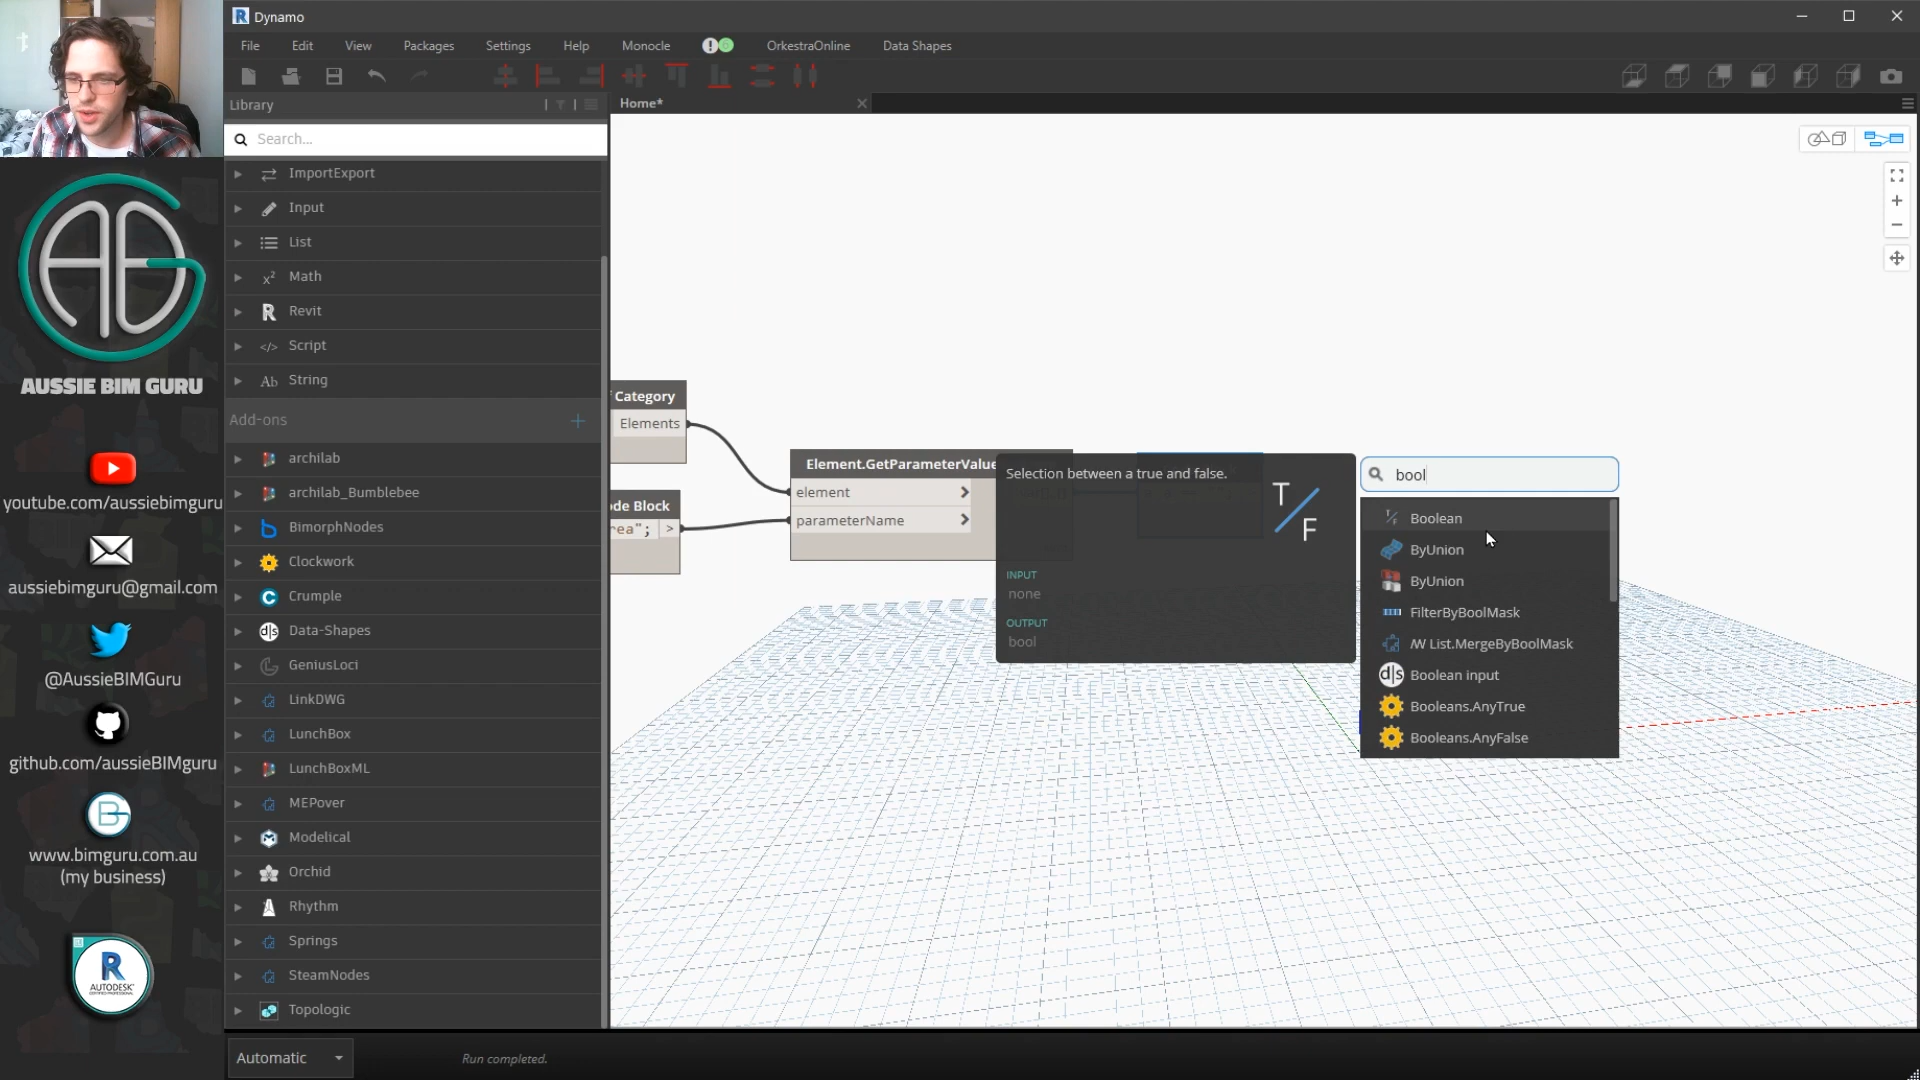 Dynamo
File Edit View Packages Settings Help Monocle OrkestraOnline Data Shapes
Library
Home*
Search...
ImportExport
Input
List
Math
Revit
Script
String
Add-ons
archilab
archilab_Bumblebee
BimorphNodes
Clockwork
Crumple
Data-Shapes
GeniusLoci
LinkDWG
LunchBox
LunchBoxML
MEPover
Modelical
Orchid
Rhythm
Springs
SteamNodes
Topologic
Automatic
Run completed.
AUSSIE BIM GURU
youtube.com/aussiebimguru
aussiebimguru@gmail.com
@AussieBIMGuru
github.com/aussieBIMguru
www.bimguru.com.au
(my business)
R
AUTODESK
Category
Elements
ode Block
rea"; >
Element.GetParameterValue
element >
parameterName >
Selection between a true and false.
T/F
INPUT
none
OUTPUT
bool
bool
Boolean
ByUnion
ByUnion
FilterByBoolMask
List.MergeByBoolMask
Boolean input
Booleans.AnyTrue
Booleans.AnyFalse